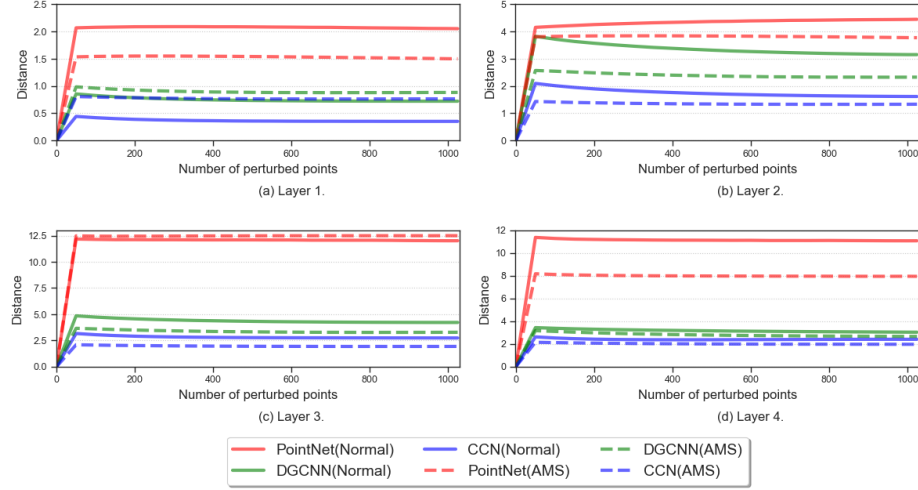 2.5
2.0
1.5
1.0
0.5
0.0
Distance
0 200 400 600 800 1000
Number of perturbed points
(a) Layer 1.
5
4
3
2
1
0
Distance
0 200 400 600 800 1000
Number of perturbed points
(b) Layer 2.
12.5
10.0
7.5
5.0
2.5
0.0
Distance
0 200 400 600 800 1000
Number of perturbed points
(c) Layer 3.
12
10
8
6
4
2
0
Distance
0 200 400 600 800 1000
Number of perturbed points
(d) Layer 4.
PointNet(Normal) CCN(Normal) DGCNN(AMS)
DGCNN(Normal) PointNet(AMS) CCN(AMS)